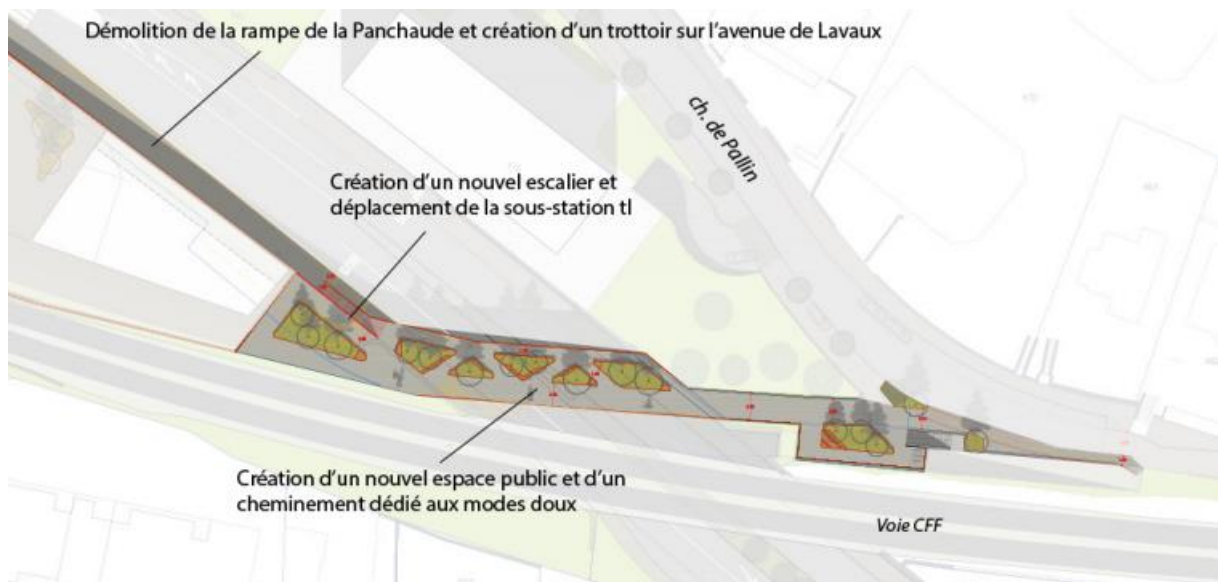 Démolition de la rampe de la Panchaude et création d'un trottoir sur l'avenue de Lavaux
ch. de Pallin
Création d'un nouvel escalier et
déplacement de la sous-station tl
Création d'un nouvel espace public et d'un
cheminement dédié aux modes doux
Voie CFF